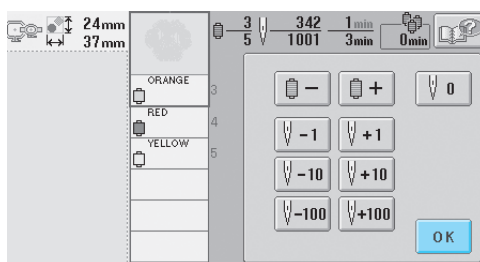 24mm
37mm
3
5
342
1001
1min
3min
0min
ORANGE
3
RED
4
YELLOW
5
−
+
0
−1
+1
−10
+10
−100
+100
OK